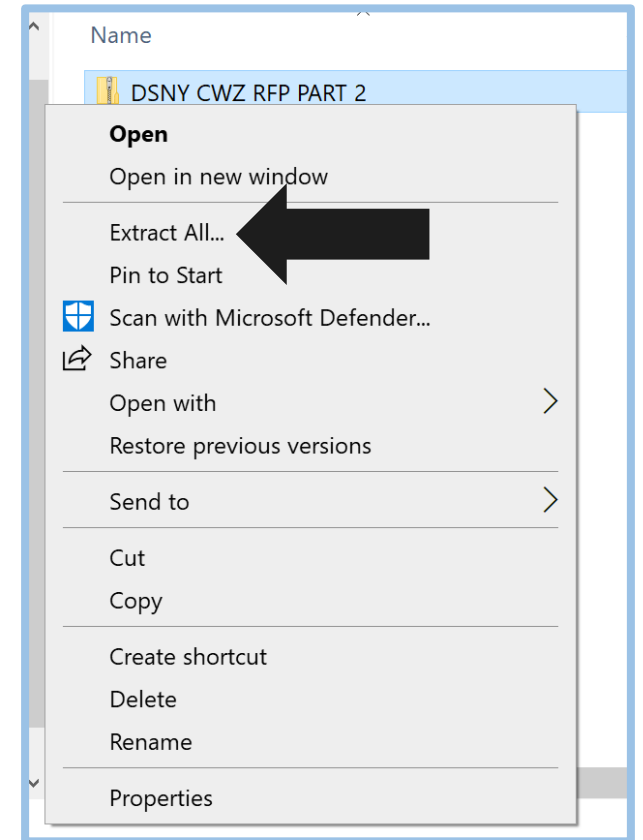 Name
DSNY CWZ RFP PART 2
Open
Open in new window
Extract All...
Pin to Start
Scan with Microsoft Defender...
Share
Open with
Restore previous versions
Send to
Cut
Copy
Create shortcut
Delete
Rename
Properties